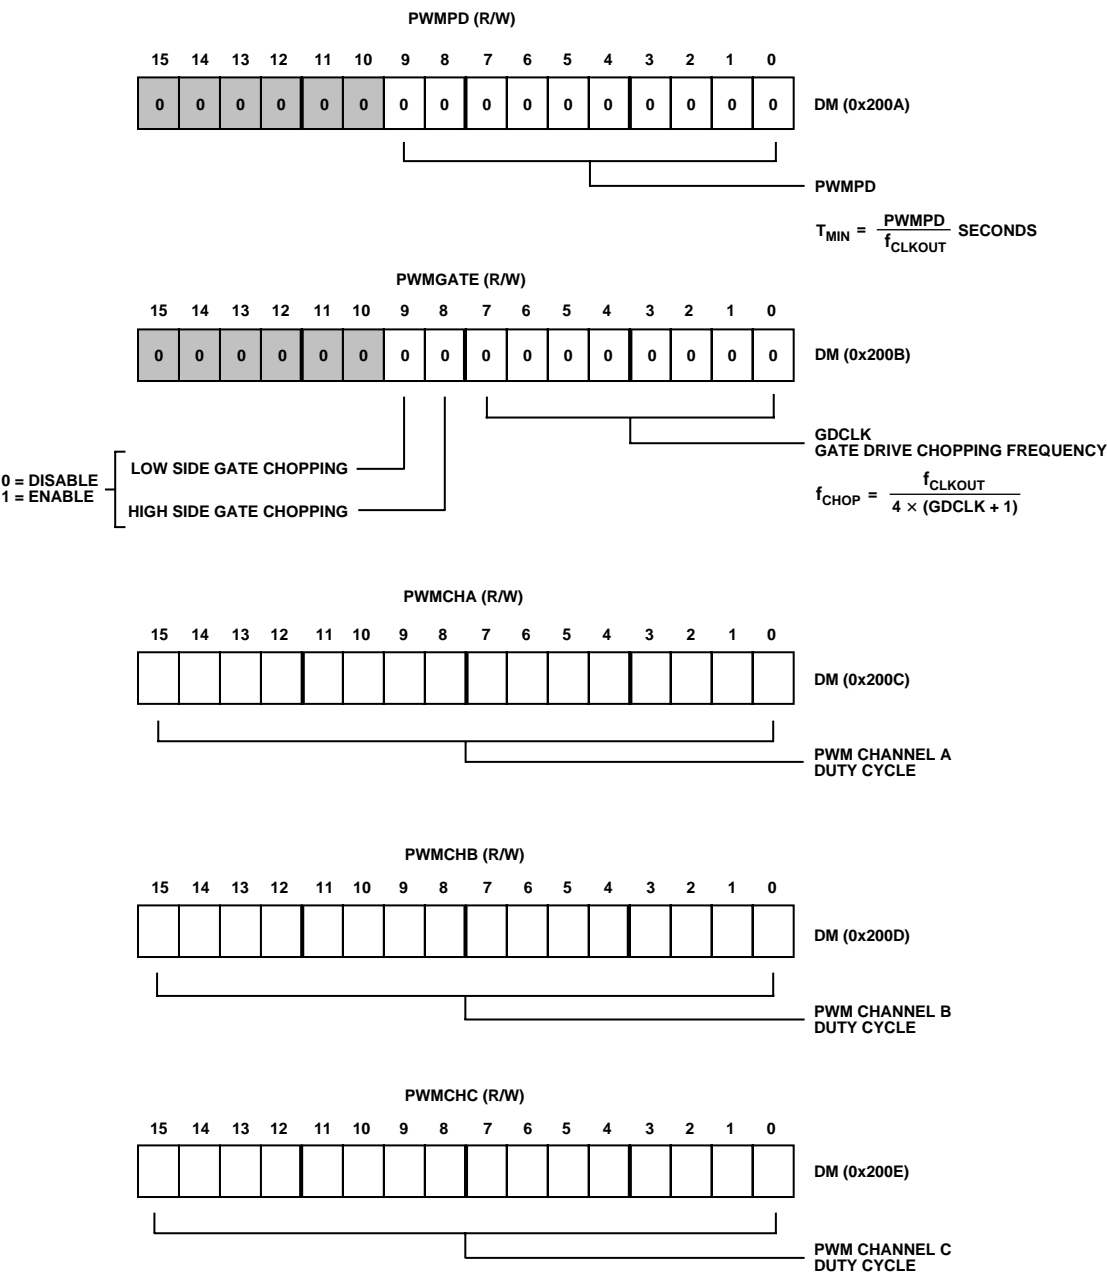 PWMPD (R/W)
15 14 13 12 11 10 9 8 7 6 5 4 3 2 1 0
0 0 0 0 0 0 0 0 0 0 0 0 0 0 0 0 DM (0x200A)
PWMPD
T_MIN = PWMPD / f_CLKOUT SECONDS
PWMGATE (R/W)
15 14 13 12 11 10 9 8 7 6 5 4 3 2 1 0
0 0 0 0 0 0 0 0 0 0 0 0 0 0 0 0 DM (0x200B)
GDCLK
GATE DRIVE CHOPPING FREQUENCY
f_CHOP = f_CLKOUT / 4 × (GDCLK + 1)
0 = DISABLE
1 = ENABLE
LOW SIDE GATE CHOPPING
HIGH SIDE GATE CHOPPING
PWMCHA (R/W)
15 14 13 12 11 10 9 8 7 6 5 4 3 2 1 0
DM (0x200C)
PWM CHANNEL A
DUTY CYCLE
PWMCHB (R/W)
15 14 13 12 11 10 9 8 7 6 5 4 3 2 1 0
DM (0x200D)
PWM CHANNEL B
DUTY CYCLE
PWMCHC (R/W)
15 14 13 12 11 10 9 8 7 6 5 4 3 2 1 0
DM (0x200E)
PWM CHANNEL C
DUTY CYCLE